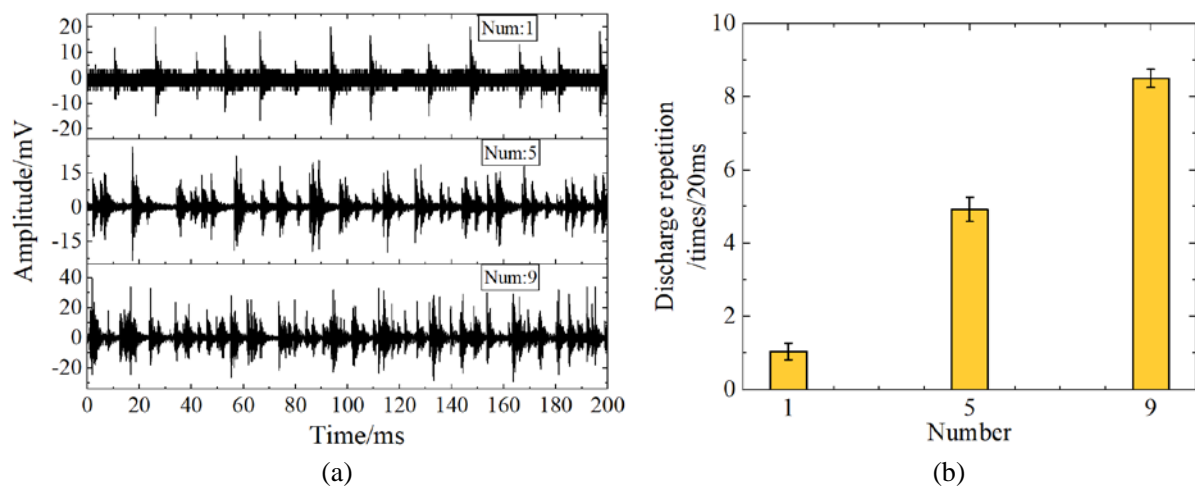 Amplitude/mV
20
10
0
-10
-20
Num:1
15
0
-15
Num:5
40
20
0
-20
Num:9
0 20 40 60 80 100 120 140 160 180 200
Time/ms
(a)
Discharge repetition
/times/20ms
10
8
6
4
2
0
1 5 9
Number
(b)